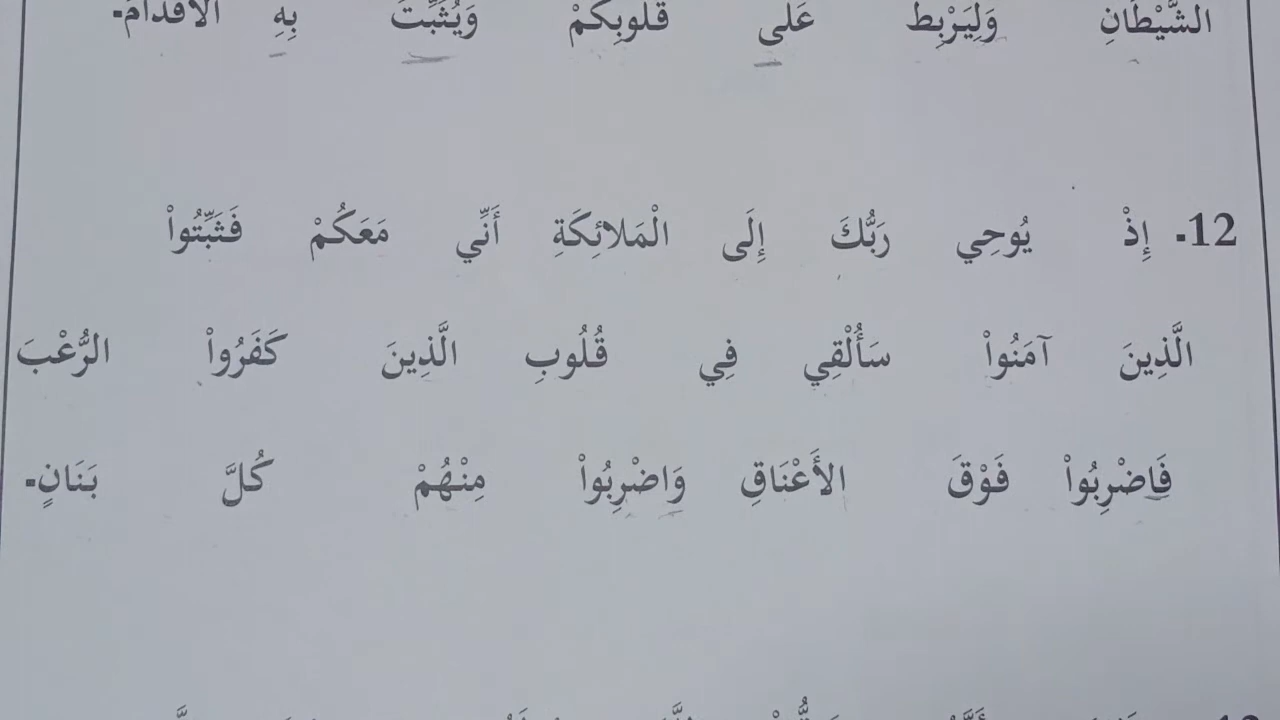 الشَّيْطَانِ وَلِيَرْبِطَ عَلَى قُلُوبِكُمْ وَيُثَبِّتَ بِهِ الأَقْدَامَ.
12. إِذْ يُوحِي رَبُّكَ إِلَى الْمَلائِكَةِ أَنِّي مَعَكُمْ فَثَبِّتُواْ
الَّذِينَ آمَنُواْ سَأُلْقِي فِي قُلُوبِ الَّذِينَ كَفَرُواْ الرُّعْبَ
فَاضْرِبُواْ فَوْقَ الأَعْنَاقِ وَاضْرِبُواْ مِنْهُمْ كُلَّ بَنَانٍ.